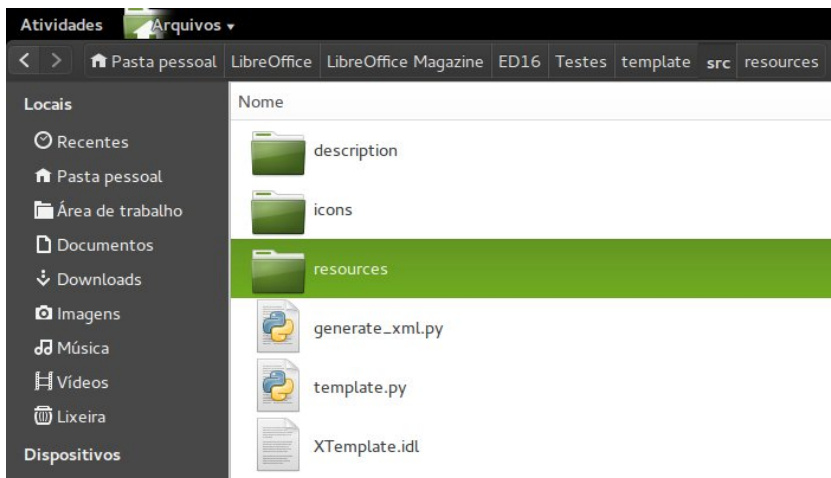 Atividades Arquivos
Pasta pessoal LibreOffice LibreOffice Magazine ED16 Testes template src resources
Locais
Recentes
Pasta pessoal
Área de trabalho
Documentos
Downloads
Imagens
Música
Vídeos
Lixeira
Dispositivos
Nome
description
icons
resources
generate_xml.py
template.py
XTemplate.idl